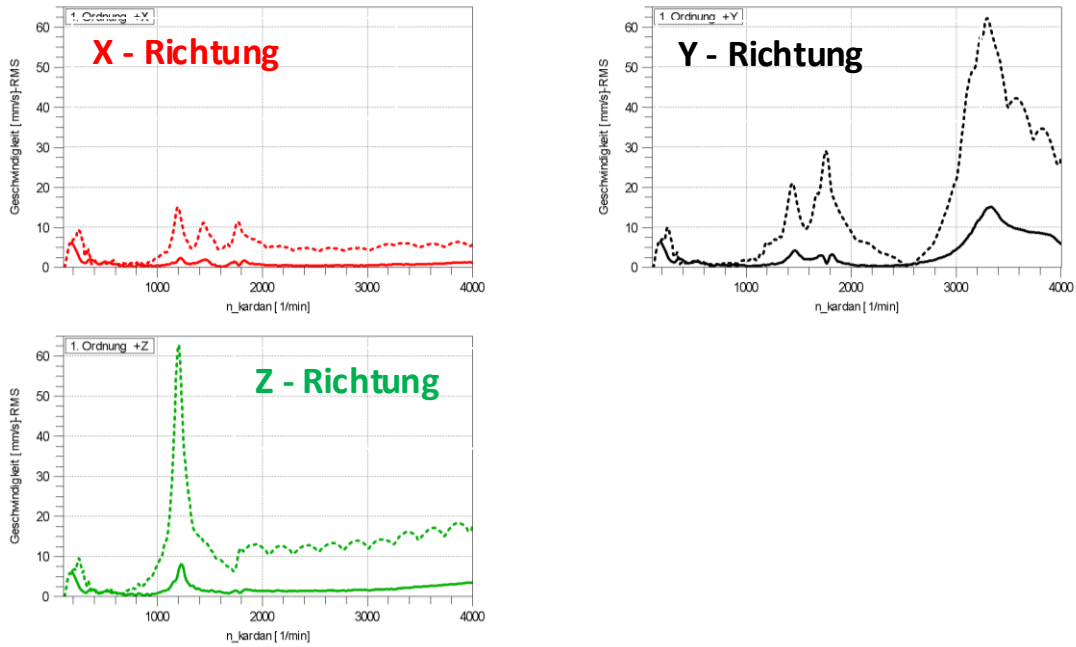 1. Ordnung +X
X - Richtung
Geschwindigkeit [mm/s]-RMS
60
50
40
30
20
10
0
1000
2000
3000
4000
n_kardan [1/min]
1. Ordnung +Y
Y - Richtung
Geschwindigkeit [mm/s]-RMS
60
50
40
30
20
10
0
1000
2000
3000
4000
n_kardan [1/min]
1. Ordnung +Z
Z - Richtung
Geschwindigkeit [mm/s]-RMS
60
50
40
30
20
10
0
1000
2000
3000
4000
n_kardan [1/min]